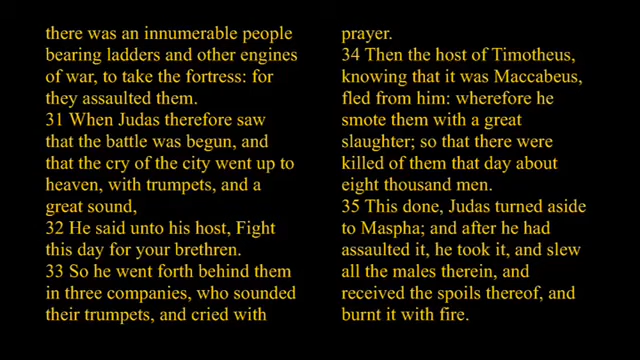 there was an innumerable people
bearing ladders and other engines
of war, to take the fortress: for
they assaulted them.
31 When Judas therefore saw
that the battle was begun, and
that the cry of the city went up to
heaven, with trumpets, and a
great sound,
32 He said unto his host, Fight
this day for your brethren.
33 So he went forth behind them
in three companies, who sounded
their trumpets, and cried with
prayer.
34 Then the host of Timotheus,
knowing that it was Maccabeus,
fled from him: wherefore he
smote them with a great
slaughter; so that there were
killed of them that day about
eight thousand men.
35 This done, Judas turned aside
to Maspha; and after he had
assaulted it, he took it, and slew
all the males therein, and
received the spoils thereof, and
burnt it with fire.